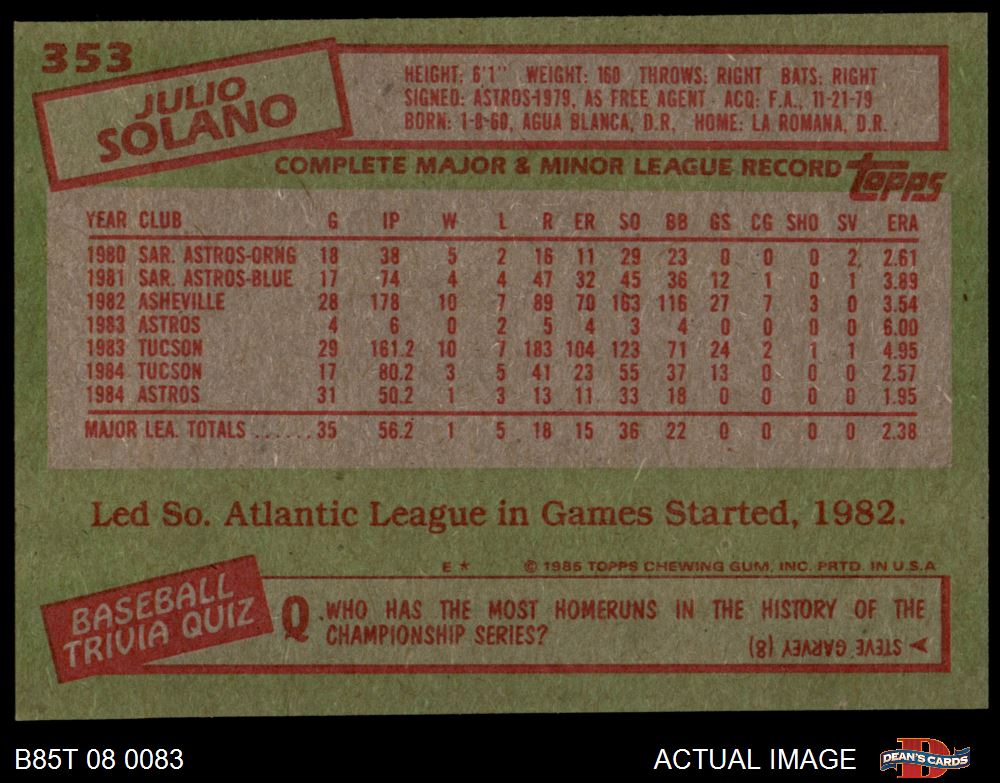 353
JULIO
SOLANO
HEIGHT: 6'1" WEIGHT: 160 THROWS: RIGHT BATS: RIGHT
SIGNED: ASTROS-1979, AS FREE AGENT - ACQ: F.A., 11-21-79
BORN: 1-8-60, AGUA BLANCA, D.R. HOME: LA ROMANA, D.R.
COMPLETE MAJOR & MINOR LEAGUE RECORD topps
YEAR CLUB G IP W L R ER SO BB GS CG SHO SV ERA
1980 SAR. ASTROS-ORNG 18 38 5 2 16 11 29 23 0 0 0 2 2.61
1981 SAR. ASTROS-BLUE 17 74 4 4 47 32 45 36 12 1 0 1 3.89
1982 ASHEVILLE 28 178 10 7 89 70 163 116 27 7 3 0 3.54
1983 ASTROS 4 6 0 2 5 4 3 4 0 0 0 0 6.00
1983 TUCSON 29 161.2 10 7 183 104 123 71 24 2 1 1 4.95
1984 TUCSON 17 80.2 3 5 41 23 55 37 13 0 0 0 2.57
1984 ASTROS 31 50.2 1 3 13 11 33 18 0 0 0 0 1.95
MAJOR LEA. TOTALS ...... 35 56.2 1 5 18 15 36 22 0 0 0 0 2.38
Led So. Atlantic League in Games Started, 1982.
E * © 1985 TOPPS CHEWING GUM, INC. PRTD. IN U.S.A
BASEBALL
TRIVIA QUIZ
Q. WHO HAS THE MOST HOMERUNS IN THE HISTORY OF THE
CHAMPIONSHIP SERIES?
STEVE GARVEY (8)
B85T 08 0083 ACTUAL IMAGE DEAN'S CARDS